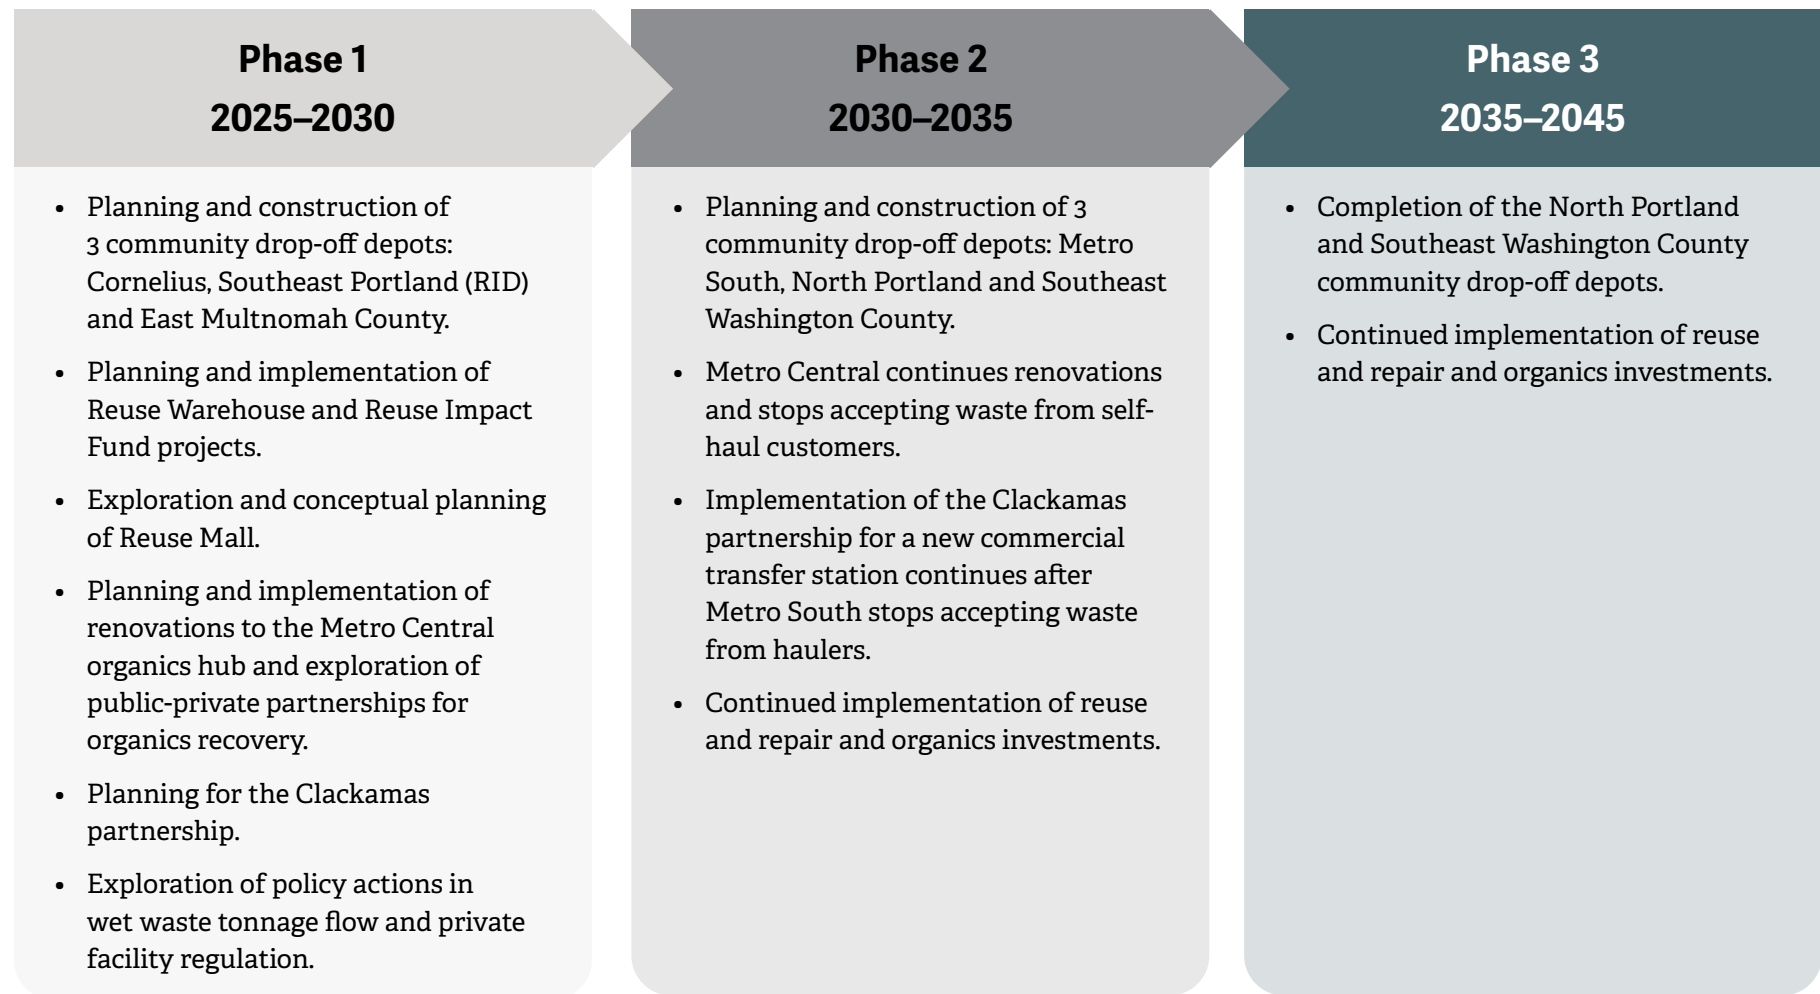 Phase 1
2025–2030
• Planning and construction of
3 community drop-off depots:
Cornelius, Southeast Portland (RID)
and East Multnomah County.
• Planning and implementation of
Reuse Warehouse and Reuse Impact
Fund projects.
• Exploration and conceptual planning
of Reuse Mall.
• Planning and implementation of
renovations to the Metro Central
organics hub and exploration of
public-private partnerships for
organics recovery.
• Planning for the Clackamas
partnership.
• Exploration of policy actions in
wet waste tonnage flow and private
facility regulation.
Phase 2
2030–2035
• Planning and construction of 3
community drop-off depots: Metro
South, North Portland and Southeast
Washington County.
• Metro Central continues renovations
and stops accepting waste from self-
haul customers.
• Implementation of the Clackamas
partnership for a new commercial
transfer station continues after
Metro South stops accepting waste
from haulers.
• Continued implementation of reuse
and repair and organics investments.
Phase 3
2035–2045
• Completion of the North Portland
and Southeast Washington County
community drop-off depots.
• Continued implementation of reuse
and repair and organics investments.